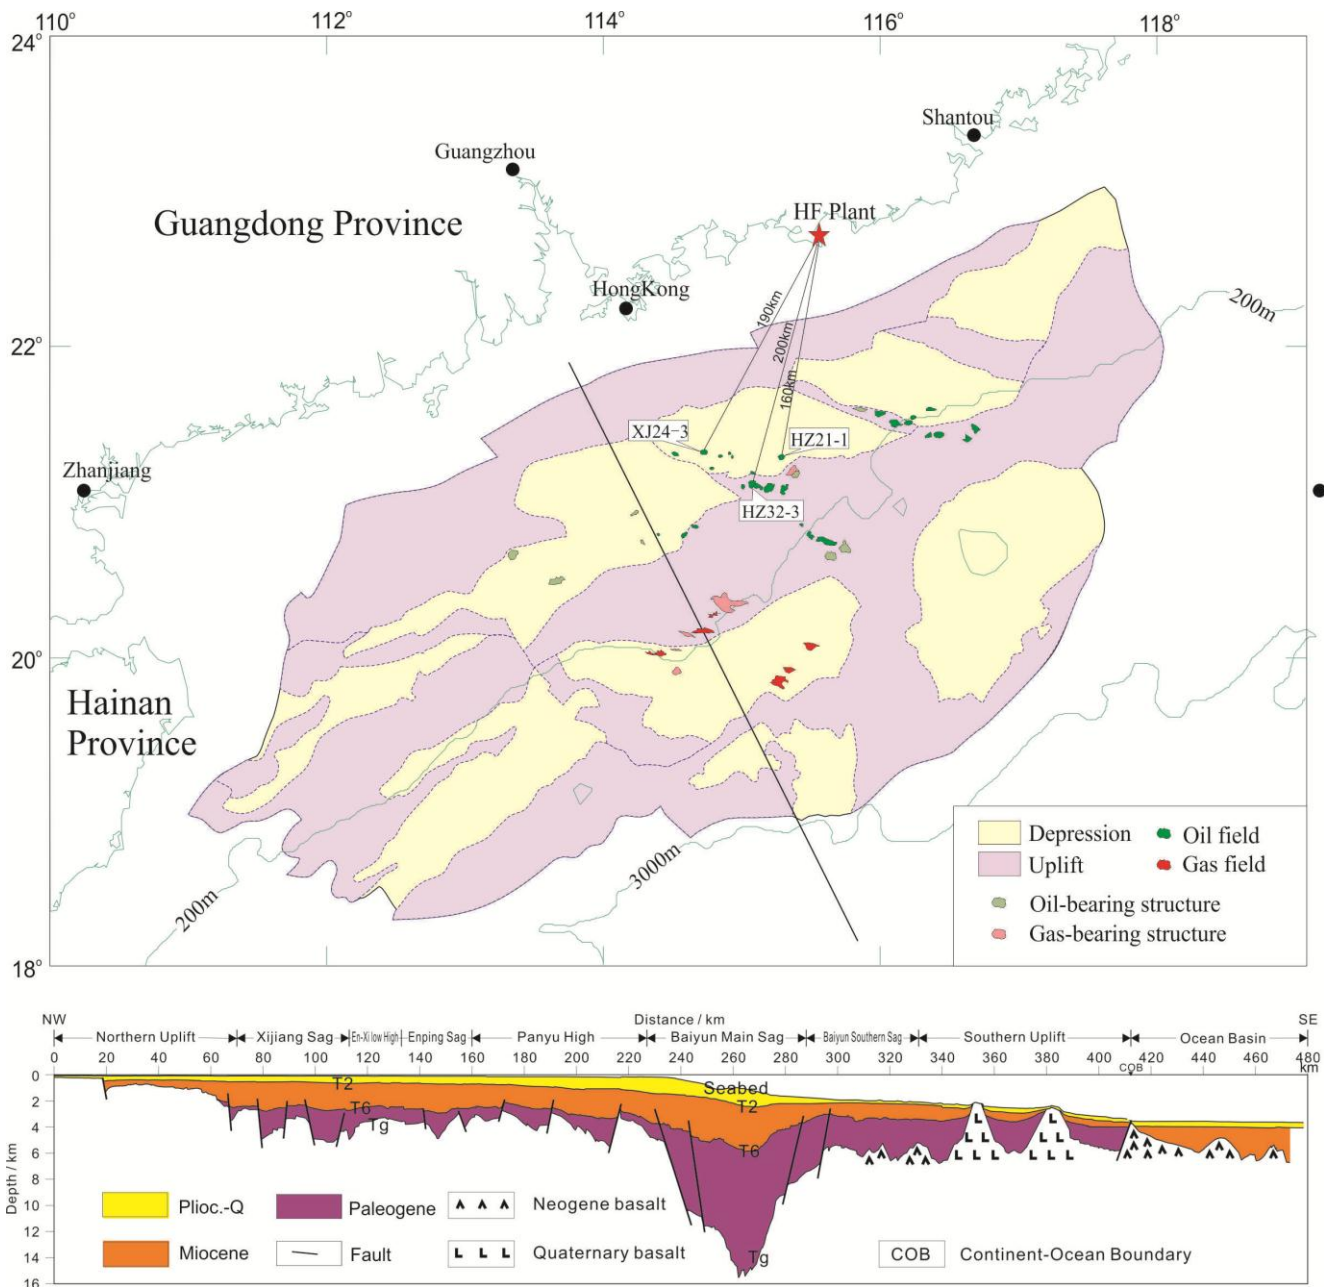 110° 112° 114° 116° 118°
24°
Shantou
Guangzhou
HF Plant
Guangdong Province
HongKong
200m
190km
200km
22°
160km
XJ24-3
HZ21-1
Zhanjiang
HZ32-3
20°
Hainan
Province
Depression
Oil field
Uplift
Gas field
3000m
Oil-bearing structure
200m
Gas-bearing structure
18°
NW
Distance / km
SE
Northern Uplift Xijiang Sag En-Xi low High Enping Sag Panyu High Baiyun Main Sag Baiyun Southern Sag Southern Uplift Ocean Basin
0 20 40 60 80 100 120 140 160 180 200 220 240 260 280 300 320 340 360 380 400 420 440 460 480
COB
km
0
T2
Seabed
2
T6
T2
4
Tg
6
T6
8
10
Plioc.-Q
Paleogene
Neogene basalt
12
Miocene
Fault
Quaternary basalt
COB
Continent-Ocean Boundary
14
Tg
16
Depth / km